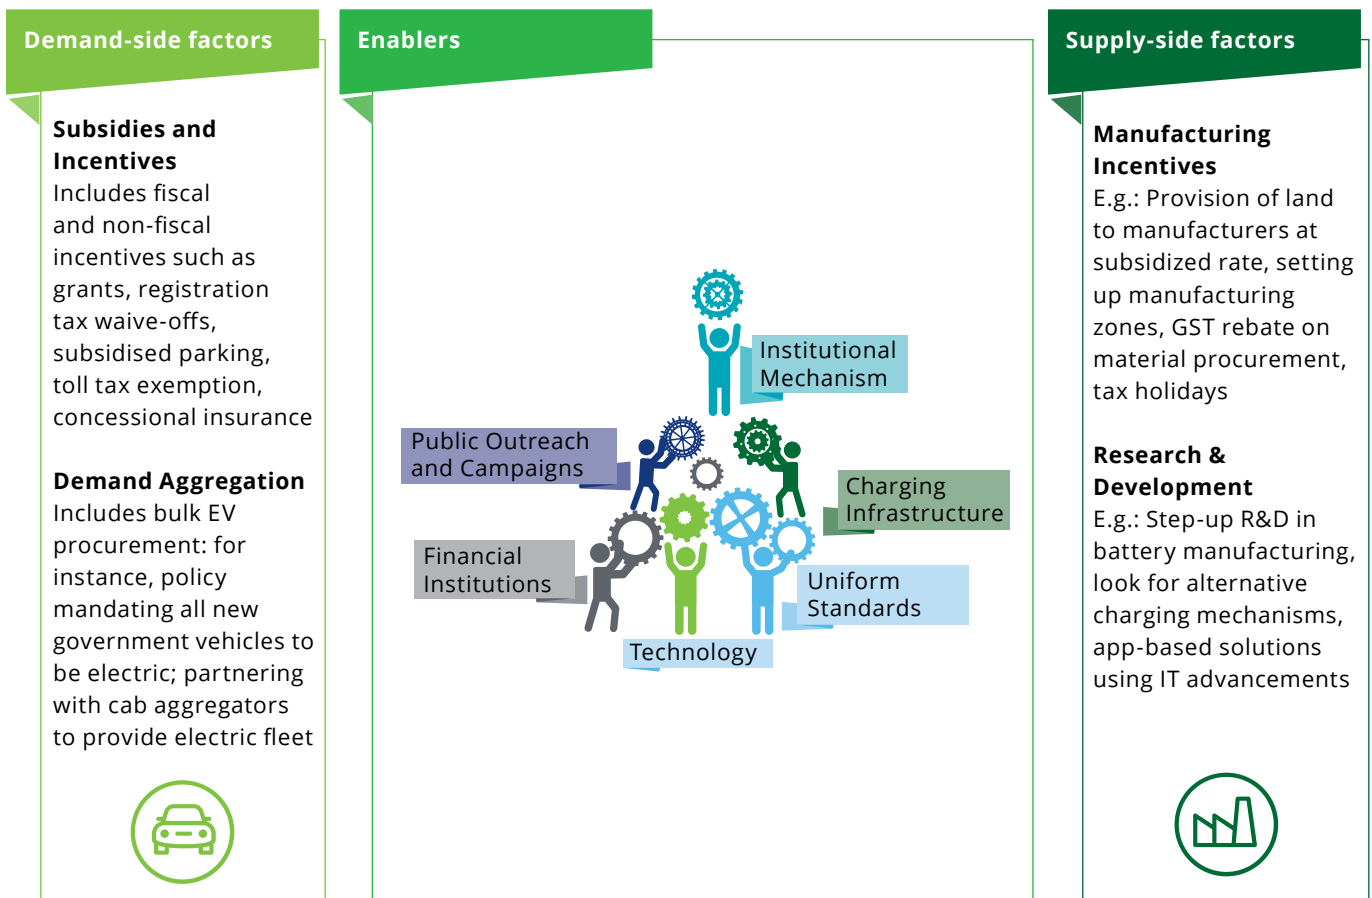 Demand-side factors
Subsidies and
Incentives
Includes fiscal
and non-fiscal
incentives such as
grants, registration
tax waive-offs,
subsidised parking,
toll tax exemption,
concessional insurance
Demand Aggregation
Includes bulk EV
procurement: for
instance, policy
mandating all new
government vehicles to
be electric; partnering
with cab aggregators
to provide electric fleet
Enablers
Institutional
Mechanism
Public Outreach
and Campaigns
Charging
Infrastructure
Financial
Institutions
Uniform
Standards
Technology
Supply-side factors
Manufacturing
Incentives
E.g.: Provision of land
to manufacturers at
subsidized rate, setting
up manufacturing
zones, GST rebate on
material procurement,
tax holidays
Research &
Development
E.g.: Step-up R&D in
battery manufacturing,
look for alternative
charging mechanisms,
app-based solutions
using IT advancements